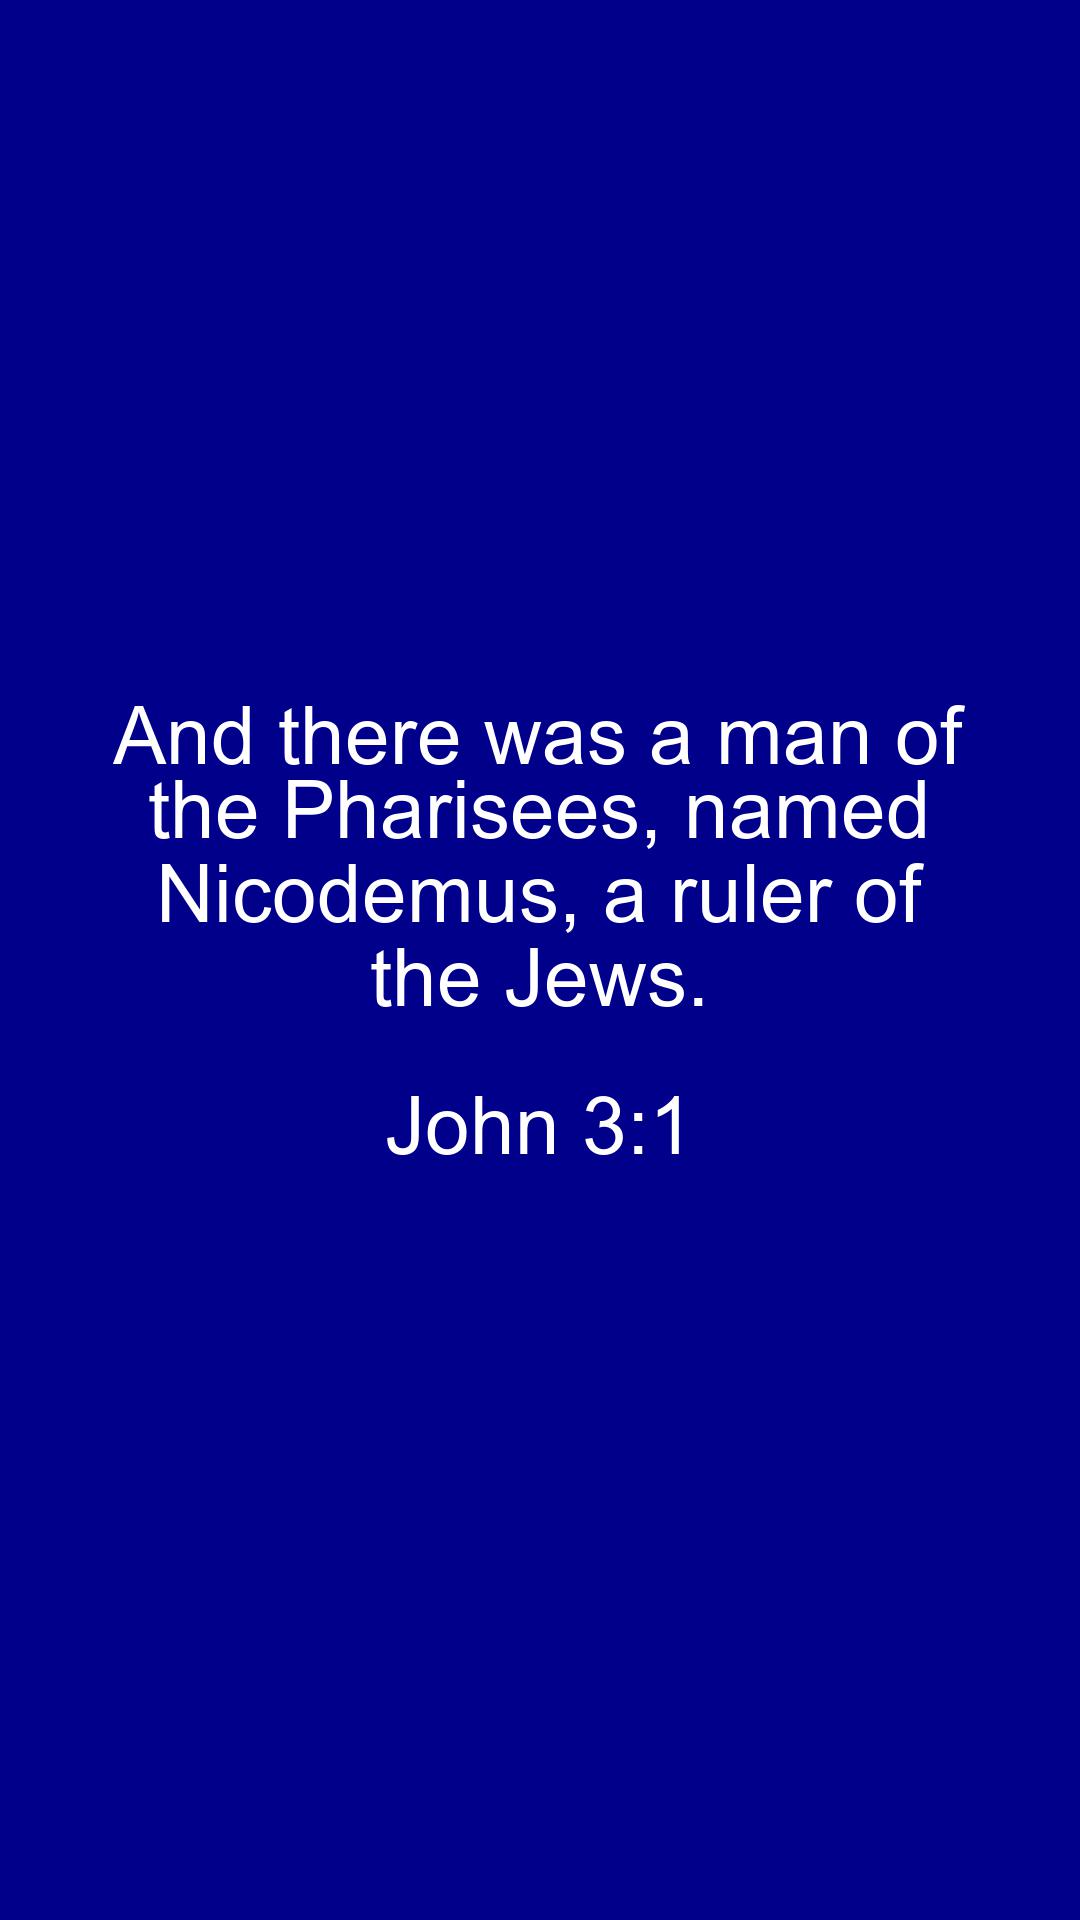 And there was a man of
the Pharisees, named
Nicodemus, a ruler of
the Jews.
John 3:1